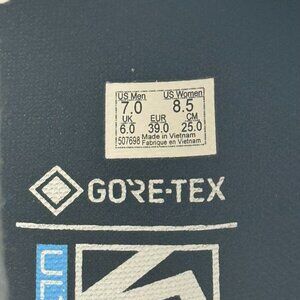 US Men US Women
7.0 8.5
UK EUR CM
6.0 39.0 25.0
507698 Made in Vietnam
Fabrique en Vietnam
GORE-TEX